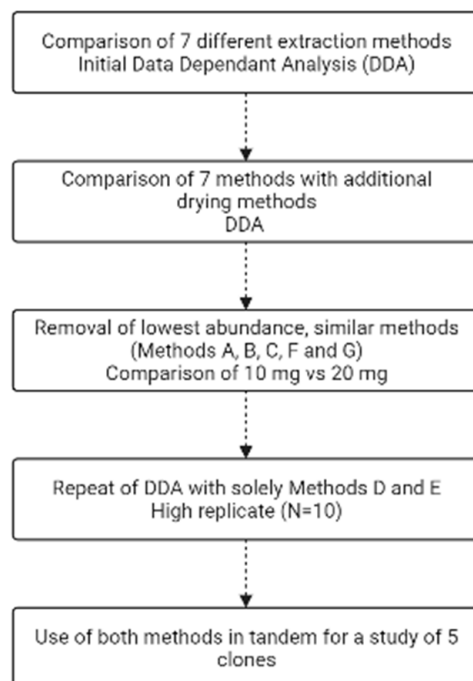 Comparison of 7 different extraction methods
Initial Data Dependant Analysis (DDA)
Comparison of 7 methods with additional
drying methods
DDA
Removal of lowest abundance, similar methods
(Methods A, B, C, F and G)
Comparison of 10 mg vs 20 mg
Repeat of DDA with solely Methods D and E
High replicate (N=10)
Use of both methods in tandem for a study of 5
clones